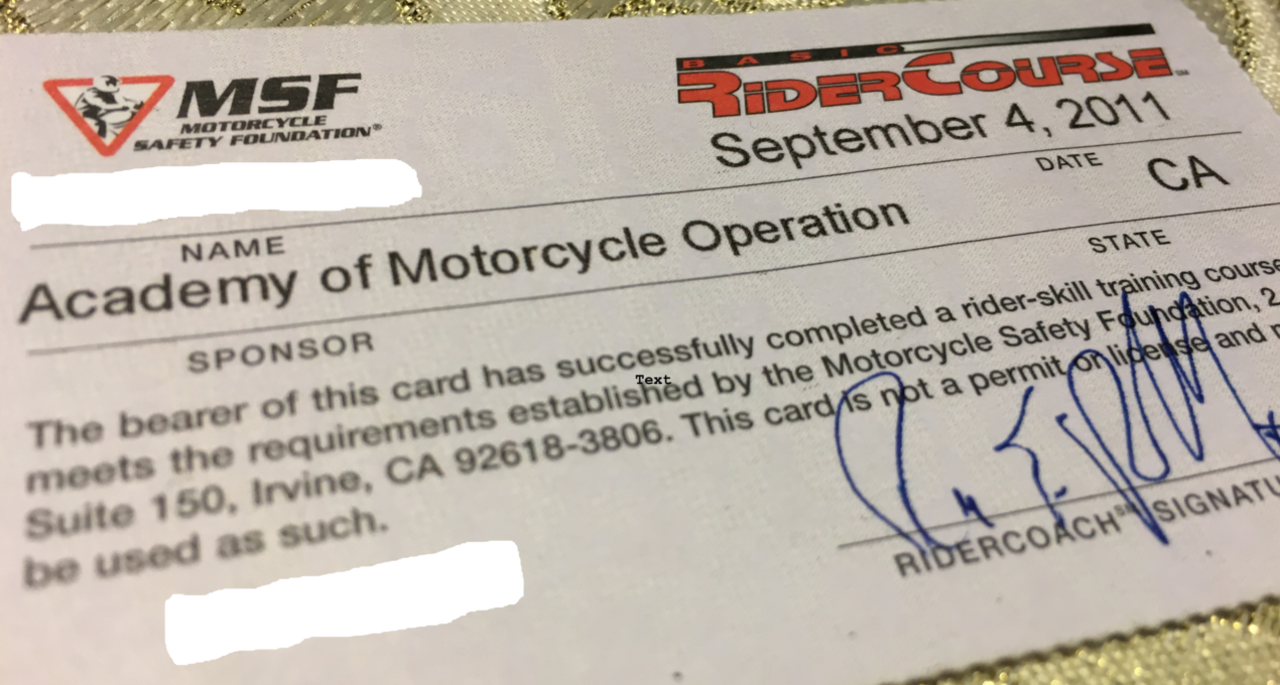 MSF
MOTORCYCLE
SAFETY FOUNDATION®
BASIC
RIDERCOURSE℠
September 4, 2011
DATE
NAME
CA
STATE
Academy of Motorcycle Operation
SPONSOR
The bearer of this card has successfully completed a rider-skill training course
meets the requirements established by the Motorcycle Safety Foundation, 2
Suite 150, Irvine, CA 92618-3806. This card is not a permit or license and
be used as such.
Text
RIDERCOACH℠ SIGNATU